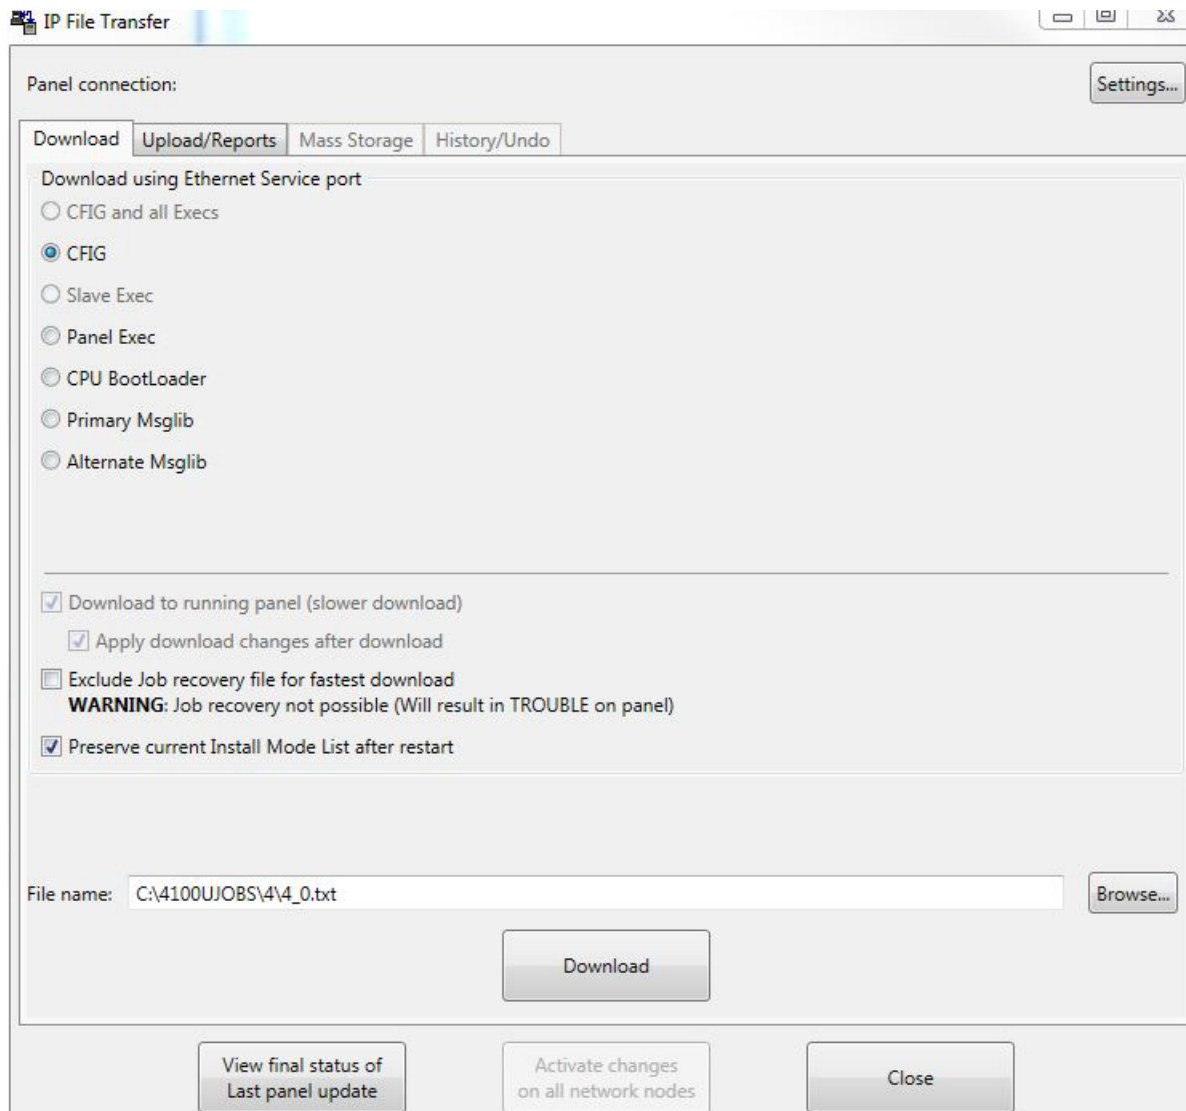 IP File Transfer
Panel connection:
Settings...
Download Upload/Reports Mass Storage History/Undo
Download using Ethernet Service port
CFIG and all Execs
CFIG
Slave Exec
Panel Exec
CPU BootLoader
Primary Msglib
Alternate Msglib
Download to running panel (slower download)
Apply download changes after download
Exclude Job recovery file for fastest download
WARNING: Job recovery not possible (Will result in TROUBLE on panel)
Preserve current Install Mode List after restart
File name: C:\4100UJOBS\4\4_0.txt Browse...
Download
View final status of
Last panel update
Activate changes
on all network nodes
Close